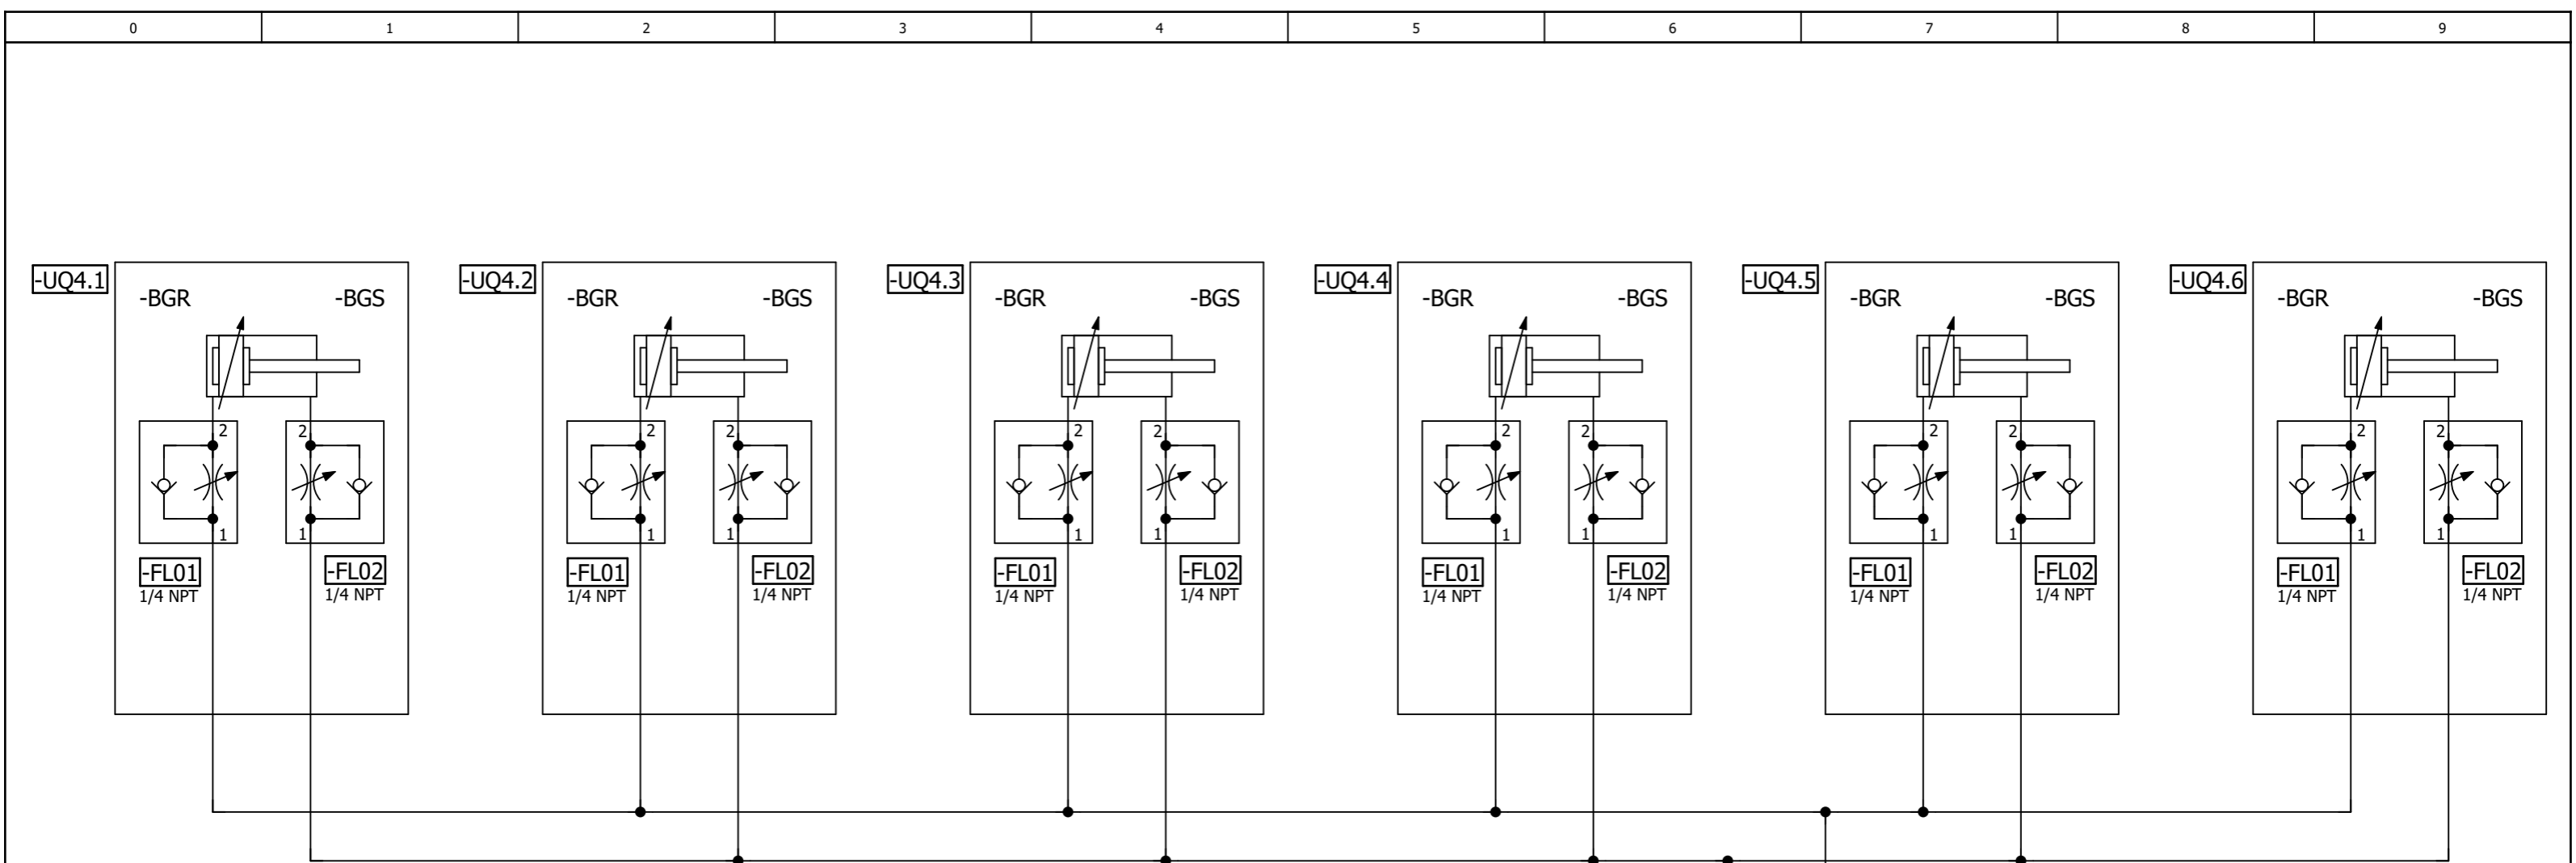 0 1 2 3 4 5 6 7 8 9
-UQ4.1 -UQ4.2 -UQ4.3 -UQ4.4 -UQ4.5 -UQ4.6
-BGR -BGS -BGR -BGS -BGR -BGS -BGR -BGS -BGR -BGS -BGR -BGS
2 2 2 2 2 2 2 2 2 2 2 2
1 1 1 1 1 1 1 1 1 1 1 1
-FL01 -FL02 -FL01 -FL02 -FL01 -FL02 -FL01 -FL02 -FL01 -FL02 -FL01 -FL02
1/4 NPT 1/4 NPT 1/4 NPT 1/4 NPT 1/4 NPT 1/4 NPT 1/4 NPT 1/4 NPT 1/4 NPT 1/4 NPT 1/4 NPT 1/4 NPT